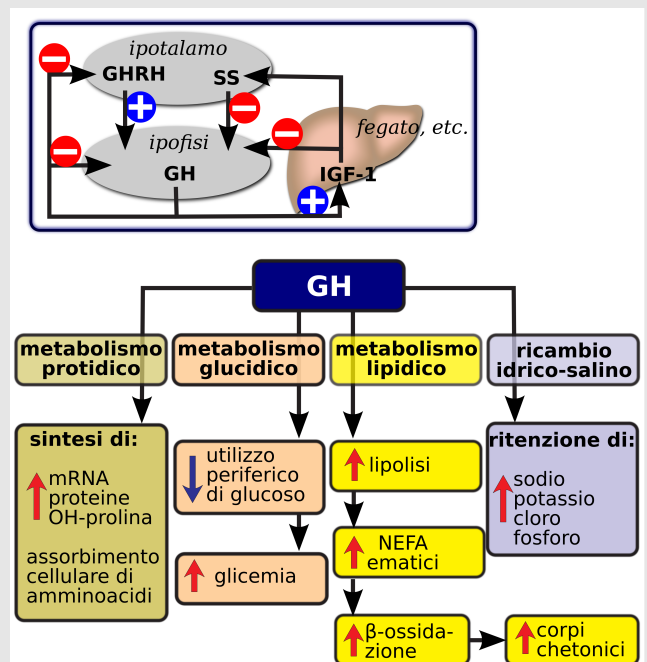 ipotalamo
GHRH
SS
ipofisi
GH
fegato, etc.
IGF-1
GH
metabolismo
protidico
metabolismo
glucidico
metabolismo
lipidico
ricambio
idrico-salino
sintesi di:
mRNA
proteine
OH-prolina
assorbimento
cellulare di
amminoacidi
utilizzo
periferico
di glucoso
glicemia
lipolisi
NEFA
ematici
β-ossida-
zione
corpi
chetonici
ritenzione di:
sodio
potassio
cloro
fosforo